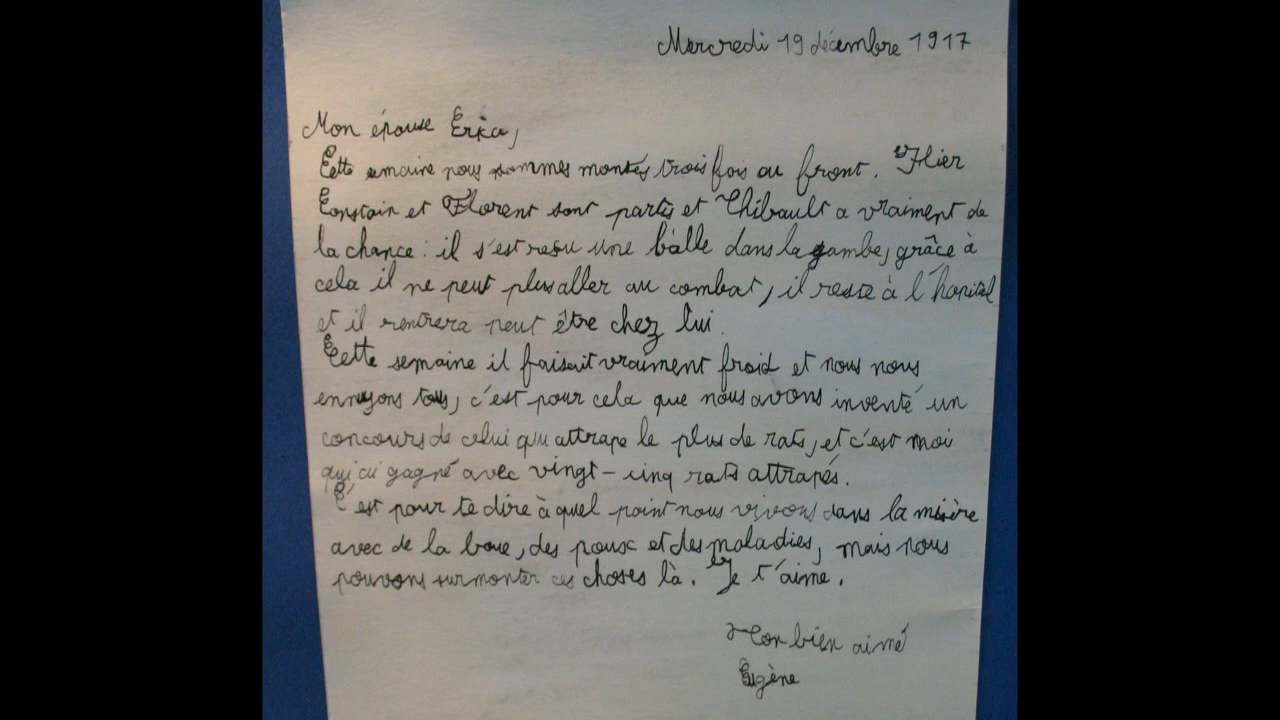 Mercredi 19 décembre 1917
Mon épouse Erika,
Cette semaine nous sommes montés trois fois au front. Hier
Constain et Florent sont partis et Thibault a vraiment de
la chance : il s'est resu une balle dans la gambe, grâce à
cela il ne peut plus aller au combat, il reste à l'hopital
et il rentrera peut être chez lui.
Cette semaine il faisait vraiment froid et nous nous
ennuyons tous, c'est pour cela que nous avons inventé un
concours de celui qui attrape le plus de rats, et c'est moi
qui ai gagné avec vingt-cinq rats attrapés.
C'est pour te dire à quel point nous vivons dans la misère
avec de la boue, des poux et des maladies, mais nous
pouvons surmonter ces choses là. Je t'aime.
Ton bien aimé
Eugène